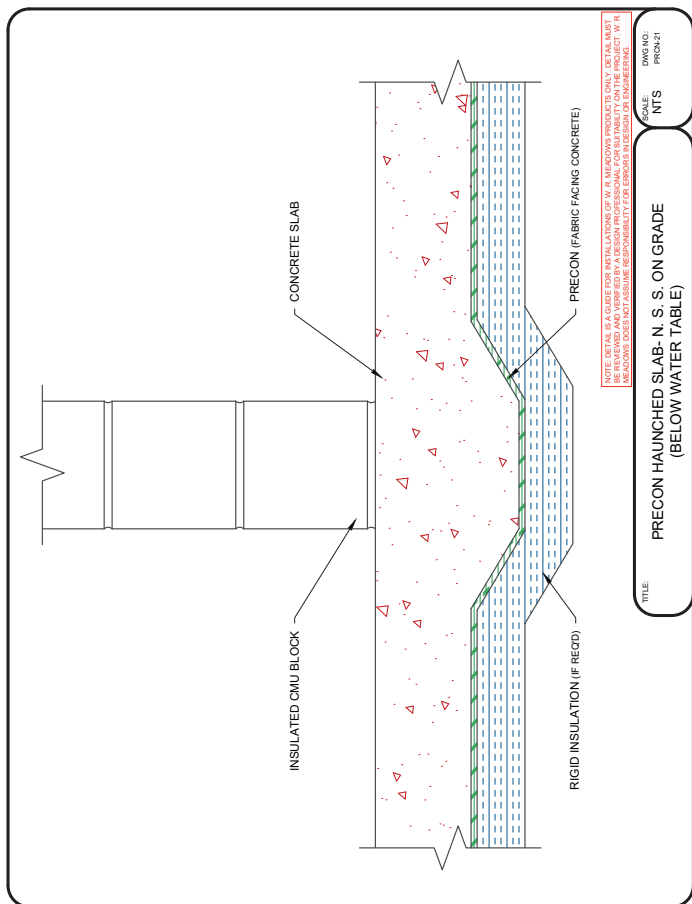 INSULATED CMU BLOCK
CONCRETE SLAB
RIGID INSULATION (IF REQ'D)
PRECON (FABRIC FACING CONCRETE)
NOTE: DETAIL IS A GUIDE FOR INSTALLATIONS OF W. R. MEADOWS PRODUCTS ONLY. DETAIL MUST
BE REVIEWED AND VERIFIED BY A DESIGN PROFESSIONAL FOR SUITABILITY ON THE PROJECT. W. R.
MEADOWS DOES NOT ASSUME RESPONSIBILITY FOR ERRORS IN DESIGN OR ENGINEERING.
TITLE:
PRECON HAUNCHED SLAB- N. S. S. ON GRADE
(BELOW WATER TABLE)
SCALE:
NTS
DWG NO.:
PRCN-21